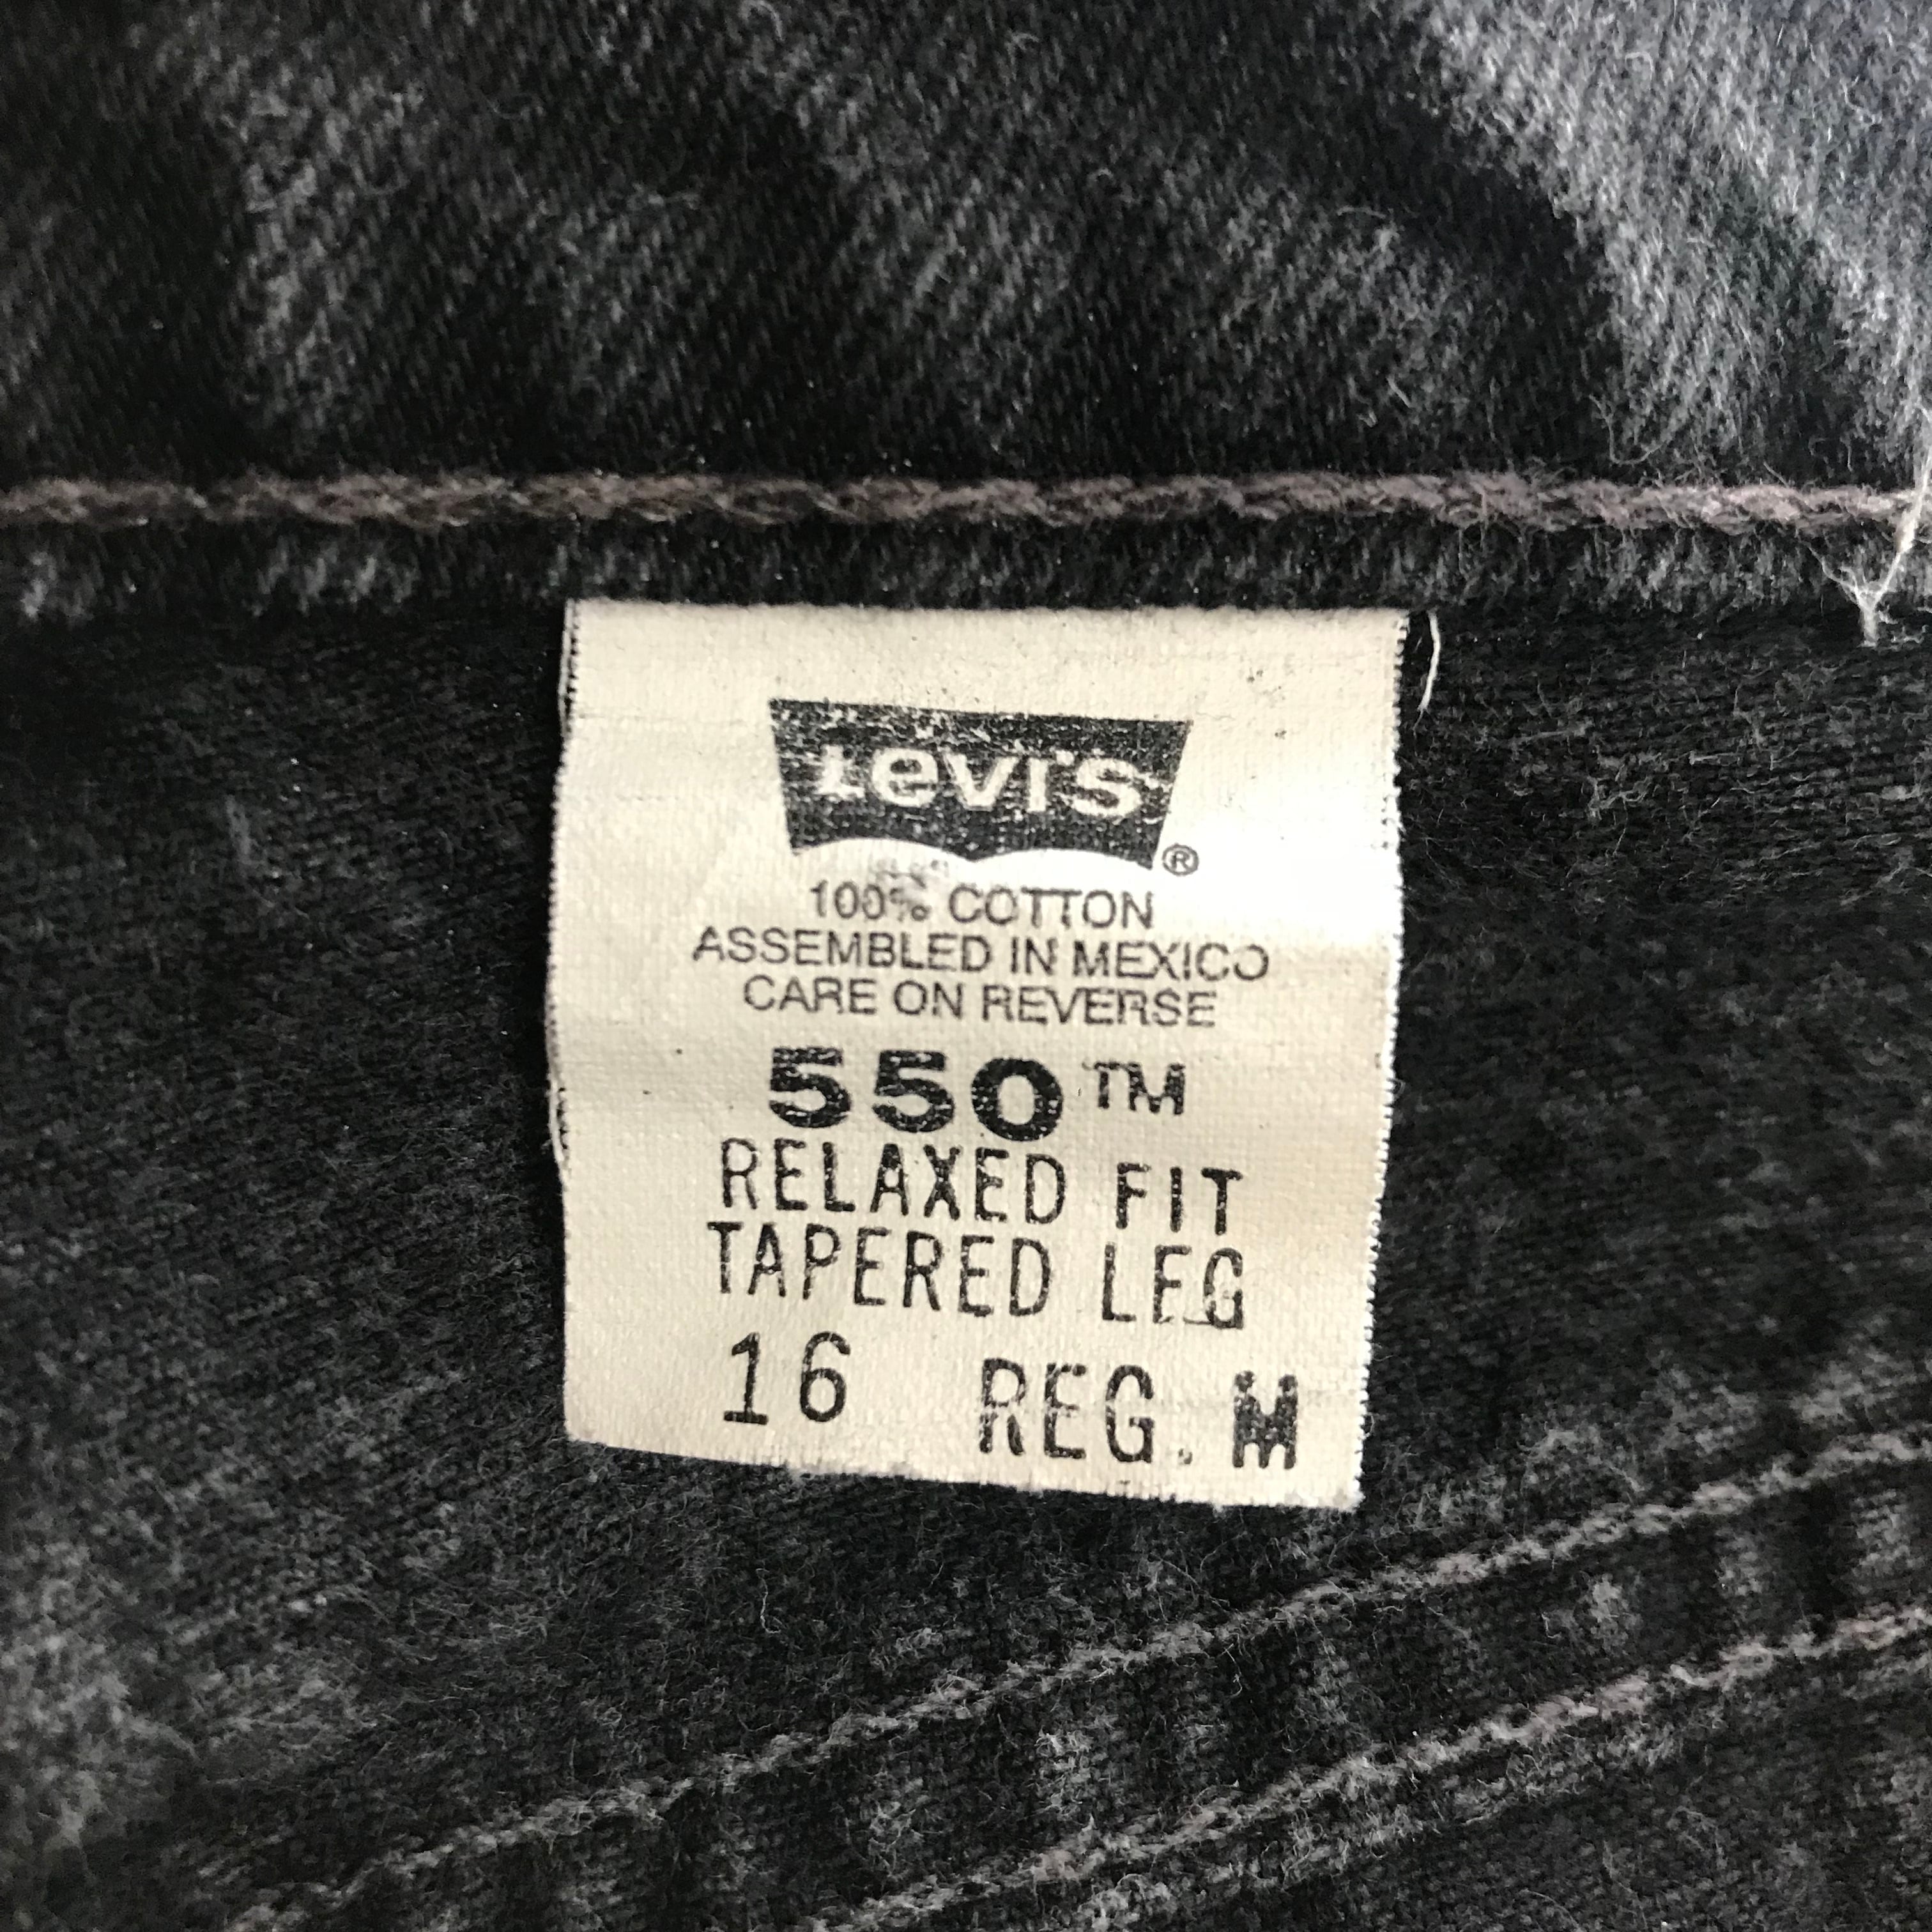 Levi's
®
100% COTTON
ASSEMBLED IN MEXICO
CARE ON REVERSE
550™
RELAXED FIT
TAPERED LEG
16 REG. M